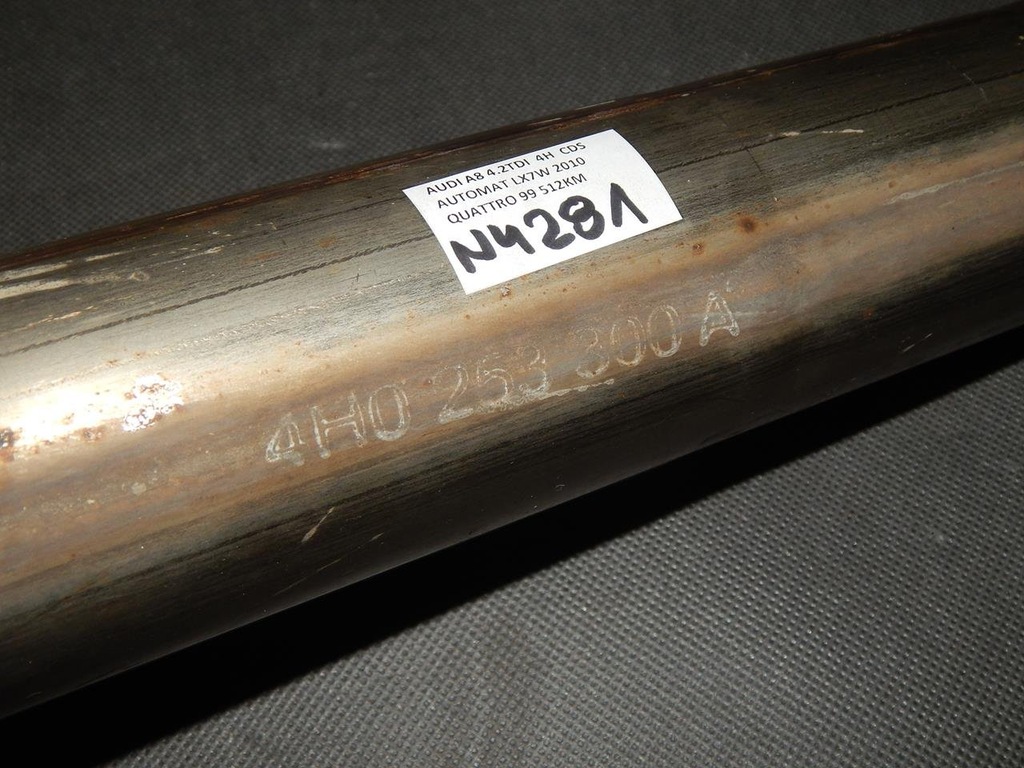 AUDI A8 4.2TDI 4H CDS
AUTOMAT LX7W 2010
QUATTRO 99 512KM
N4281
4H0 253 300 A